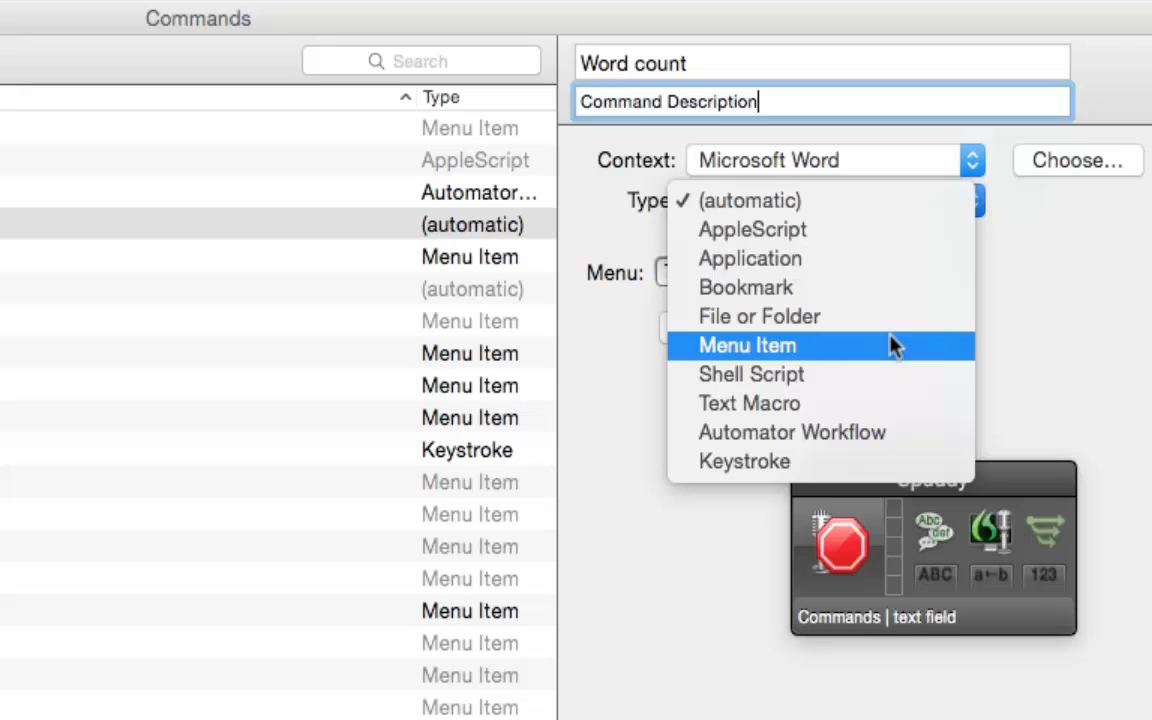 Commands
Search
Type
Menu Item
AppleScript
Automator...
(automatic)
Menu Item
(automatic)
Menu Item
Menu Item
Menu Item
Menu Item
Keystroke
Menu Item
Menu Item
Menu Item
Menu Item
Menu Item
Menu Item
Menu Item
Menu Item
Word count
Command Description
Context: Microsoft Word Choose...
Type
✓ (automatic)
AppleScript
Application
Bookmark
File or Folder
Menu Item
Shell Script
Text Macro
Automator Workflow
Keystroke
Menu:
Abc def
ABC a←b 123
Commands | text field